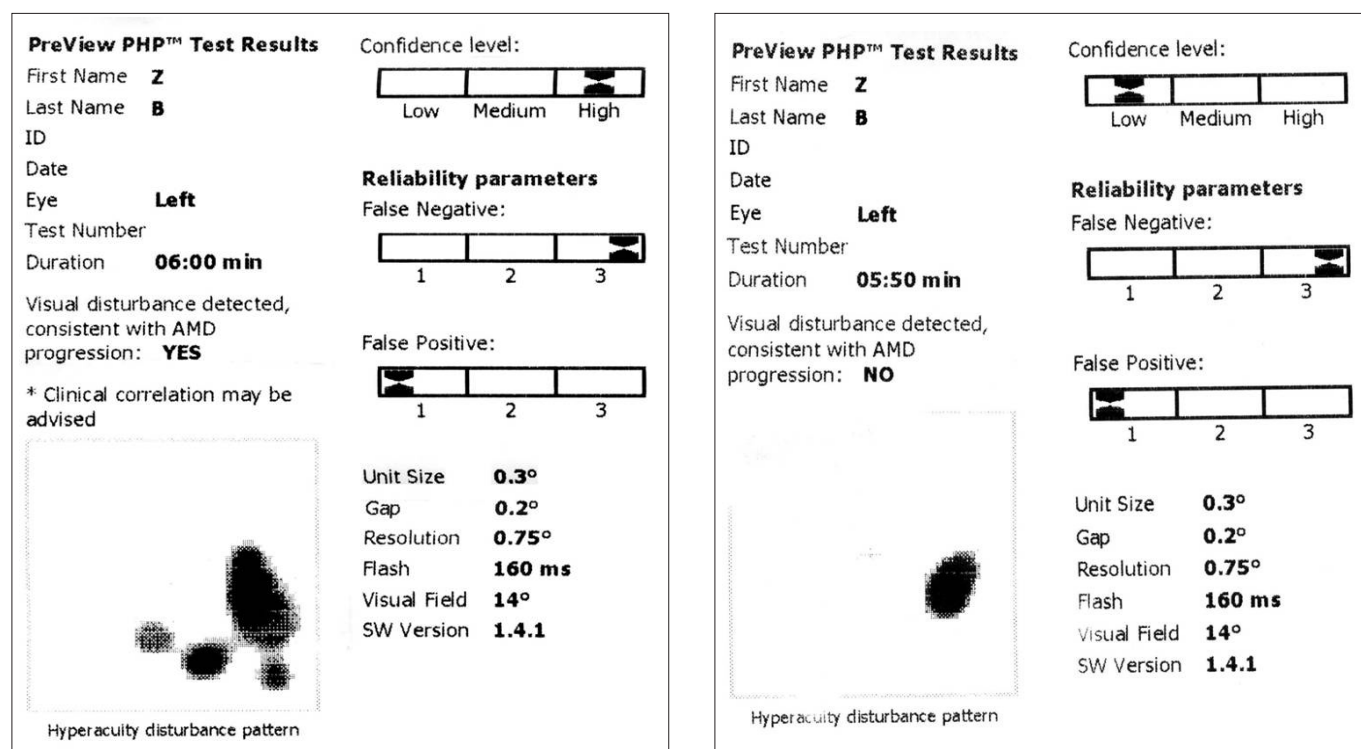 PreView PHP™ Test Results
First Name Z
Last Name B
ID
Date
Eye Left
Test Number
Duration 06:00 min
Visual disturbance detected,
consistent with AMD
progression: YES
* Clinical correlation may be
advised
Hyperacuity disturbance pattern
Confidence level:
Low Medium High
Reliability parameters
False Negative:
1 2 3
False Positive:
1 2 3
Unit Size 0.3°
Gap 0.2°
Resolution 0.75°
Flash 160 ms
Visual Field 14°
SW Version 1.4.1
PreView PHP™ Test Results
First Name Z
Last Name B
ID
Date
Eye Left
Test Number
Duration 05:50 min
Visual disturbance detected,
consistent with AMD
progression: NO
Hyperacuity disturbance pattern
Confidence level:
Low Medium High
Reliability parameters
False Negative:
1 2 3
False Positive:
1 2 3
Unit Size 0.3°
Gap 0.2°
Resolution 0.75°
Flash 160 ms
Visual Field 14°
SW Version 1.4.1